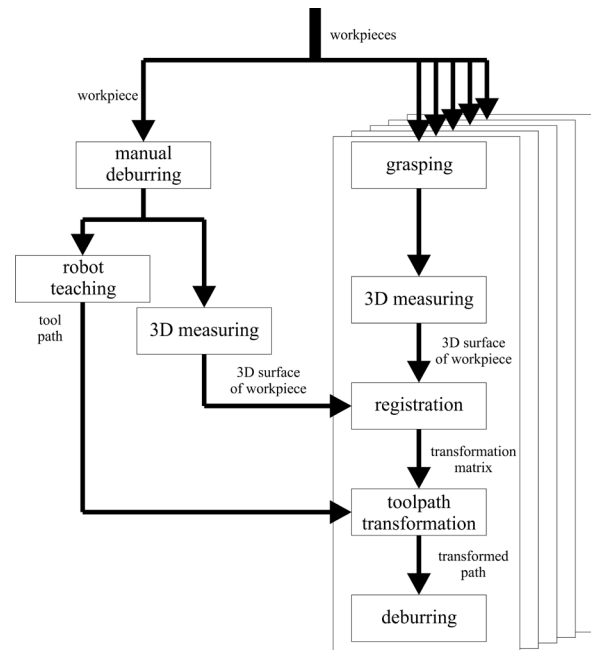 workpieces
workpiece
manual
deburring
grasping
robot
teaching
tool
path
3D measuring
3D measuring
3D surface
of workpiece
3D surface
of workpiece
registration
transformation
matrix
toolpath
transformation
transformed
path
deburring